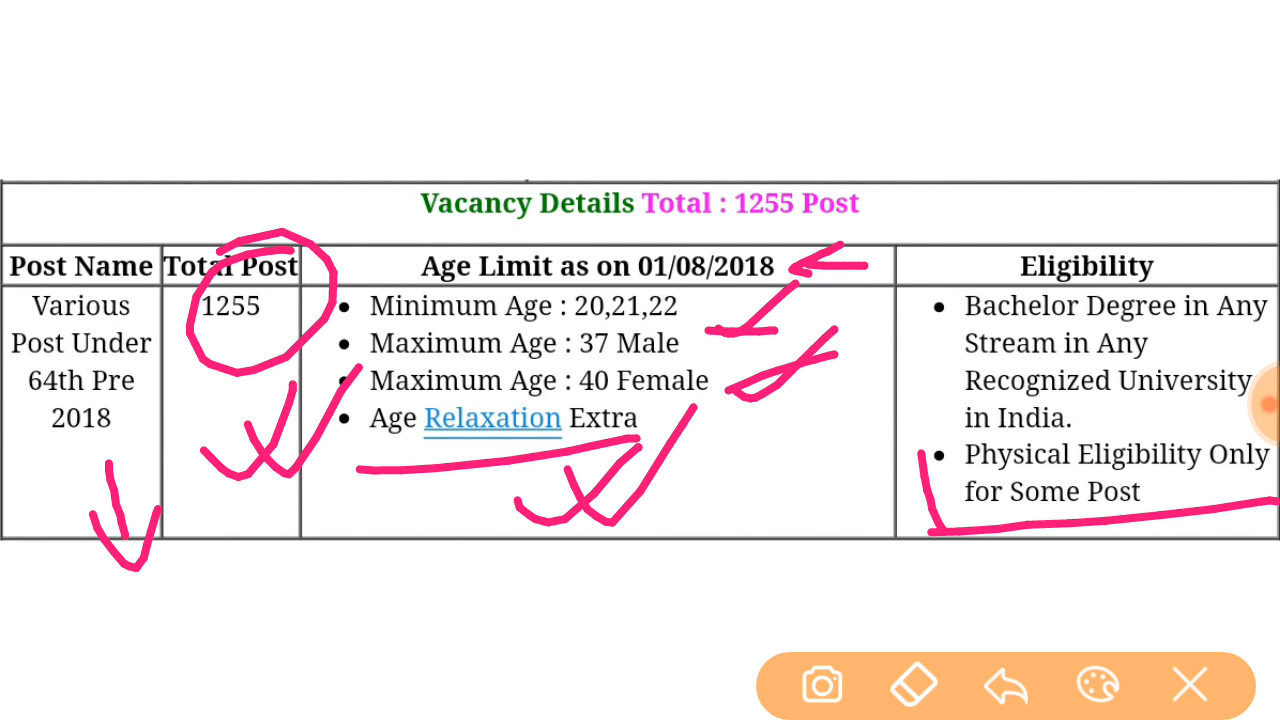 Vacancy Details Total : 1255 Post
Post Name Total Post Age Limit as on 01/08/2018 Eligibility
Various
Post Under
64th Pre
2018
1255
Minimum Age : 20,21,22
Maximum Age : 37 Male
Maximum Age : 40 Female
Age Relaxation Extra
Bachelor Degree in Any
Stream in Any
Recognized University
in India.
Physical Eligibility Only
for Some Post